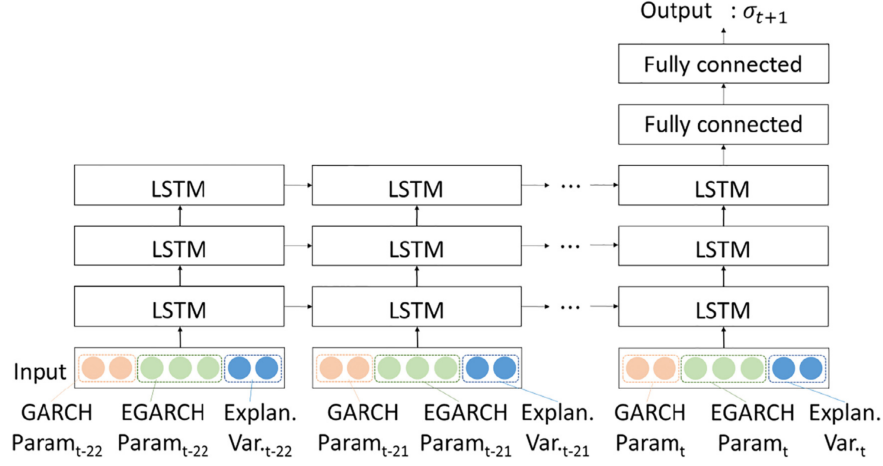 Output : σt+1
Fully connected
Fully connected
LSTM LSTM ... LSTM
LSTM LSTM ... LSTM
LSTM LSTM ... LSTM
Input
GARCH EGARCH Explan. GARCH EGARCH Explan. GARCH EGARCH Explan.
Paramt-22 Paramt-22 Var.t-22 Paramt-21 Paramt-21 Var.t-21 Paramt Paramt Var.t